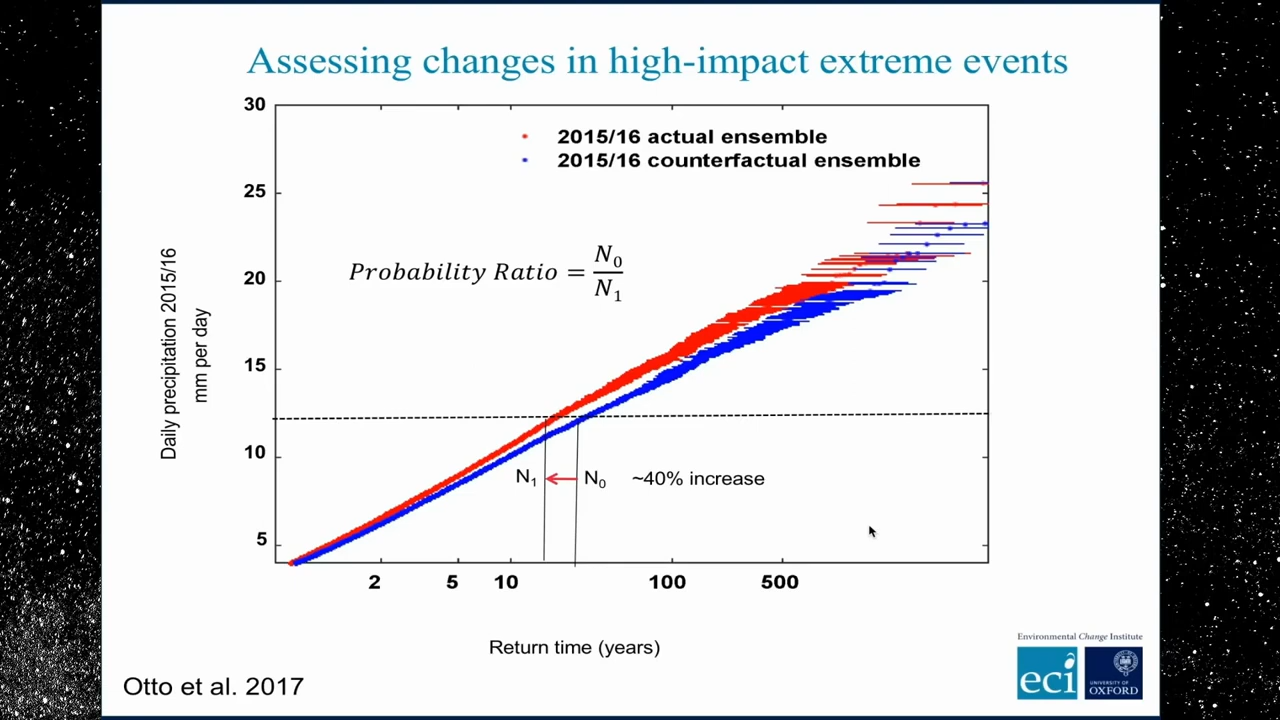 Assessing changes in high-impact extreme events
30
25
20
15
10
5
2015/16 actual ensemble
2015/16 counterfactual ensemble
Probability Ratio = N₀/N₁
Daily precipitation 2015/16
mm per day
N₁
N₀
~40% increase
2 5 10 100 500
Return time (years)
Otto et al. 2017
Environmental Change Institute
eci
UNIVERSITY OF
OXFORD